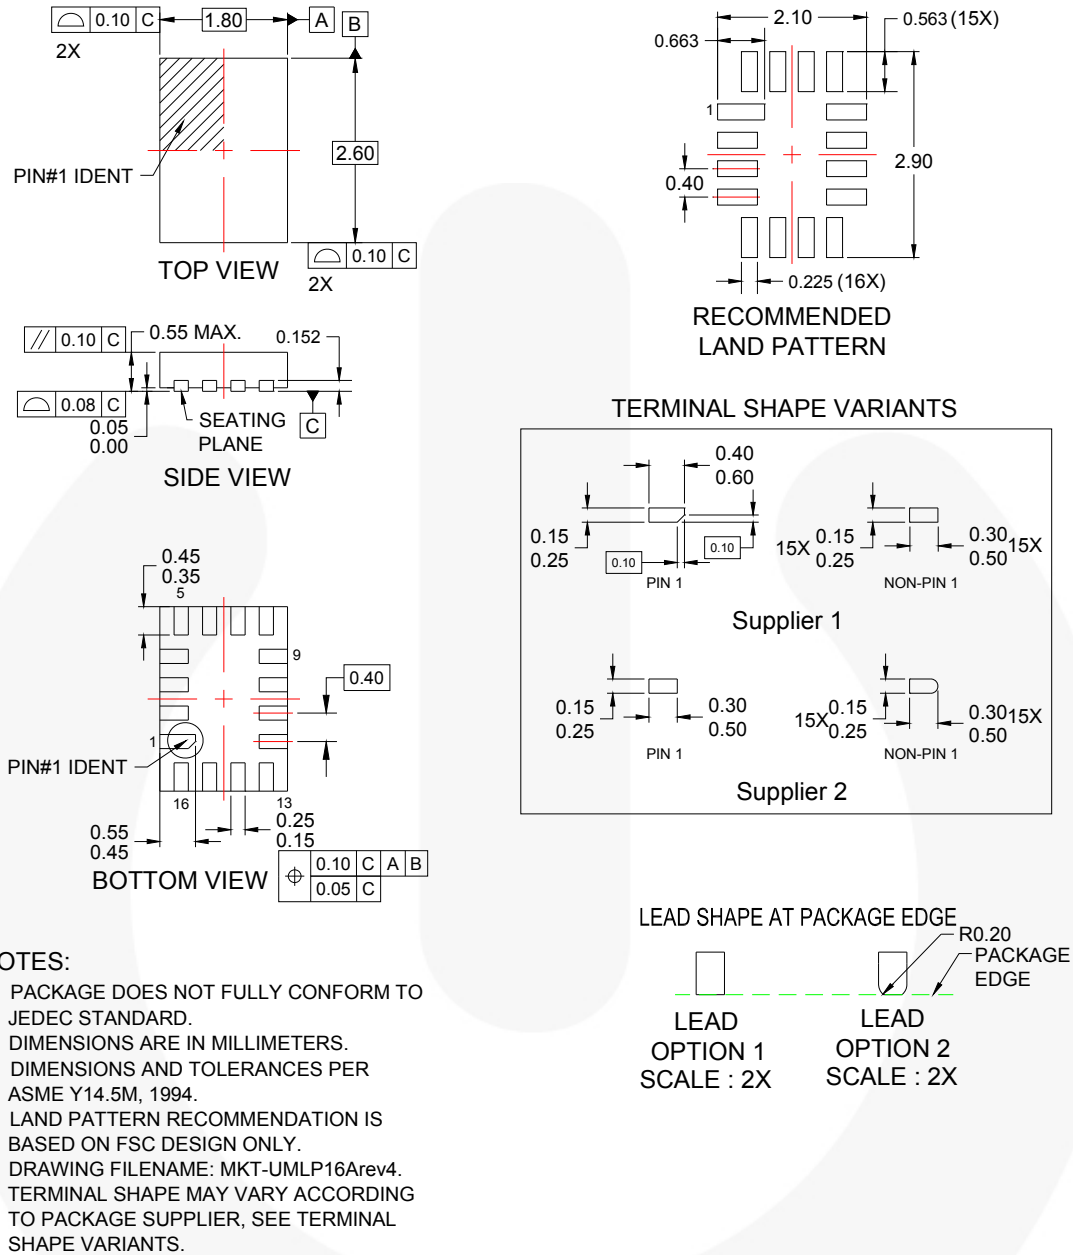 0.10 C
1.80
A
B
2X
PIN#1 IDENT
2.60
0.10 C
TOP VIEW
2X
2.10
0.563 (15X)
0.663
1
2.90
0.40
0.225 (16X)
RECOMMENDED
LAND PATTERN
// 0.10 C
0.55 MAX.
0.152
0.08 C
0.05
0.00
SEATING
PLANE
C
SIDE VIEW
TERMINAL SHAPE VARIANTS
0.40
0.60
0.15
0.25
0.10
0.10
PIN 1
15X
0.15
0.25
0.30
0.50
15X
NON-PIN 1
Supplier 1
0.15
0.25
0.30
0.50
PIN 1
15X
0.15
0.25
0.30
0.50
15X
NON-PIN 1
Supplier 2
0.45
0.35
5
9
0.40
1
PIN#1 IDENT
16
13
0.25
0.15
0.55
0.45
BOTTOM VIEW
0.10 C A B
0.05 C
LEAD SHAPE AT PACKAGE EDGE
R0.20
PACKAGE
EDGE
LEAD
OPTION 1
SCALE : 2X
LEAD
OPTION 2
SCALE : 2X
OTES:
PACKAGE DOES NOT FULLY CONFORM TO
JEDEC STANDARD.
DIMENSIONS ARE IN MILLIMETERS.
DIMENSIONS AND TOLERANCES PER
ASME Y14.5M, 1994.
LAND PATTERN RECOMMENDATION IS
BASED ON FSC DESIGN ONLY.
DRAWING FILENAME: MKT-UMLP16Arev4.
TERMINAL SHAPE MAY VARY ACCORDING
TO PACKAGE SUPPLIER, SEE TERMINAL
SHAPE VARIANTS.